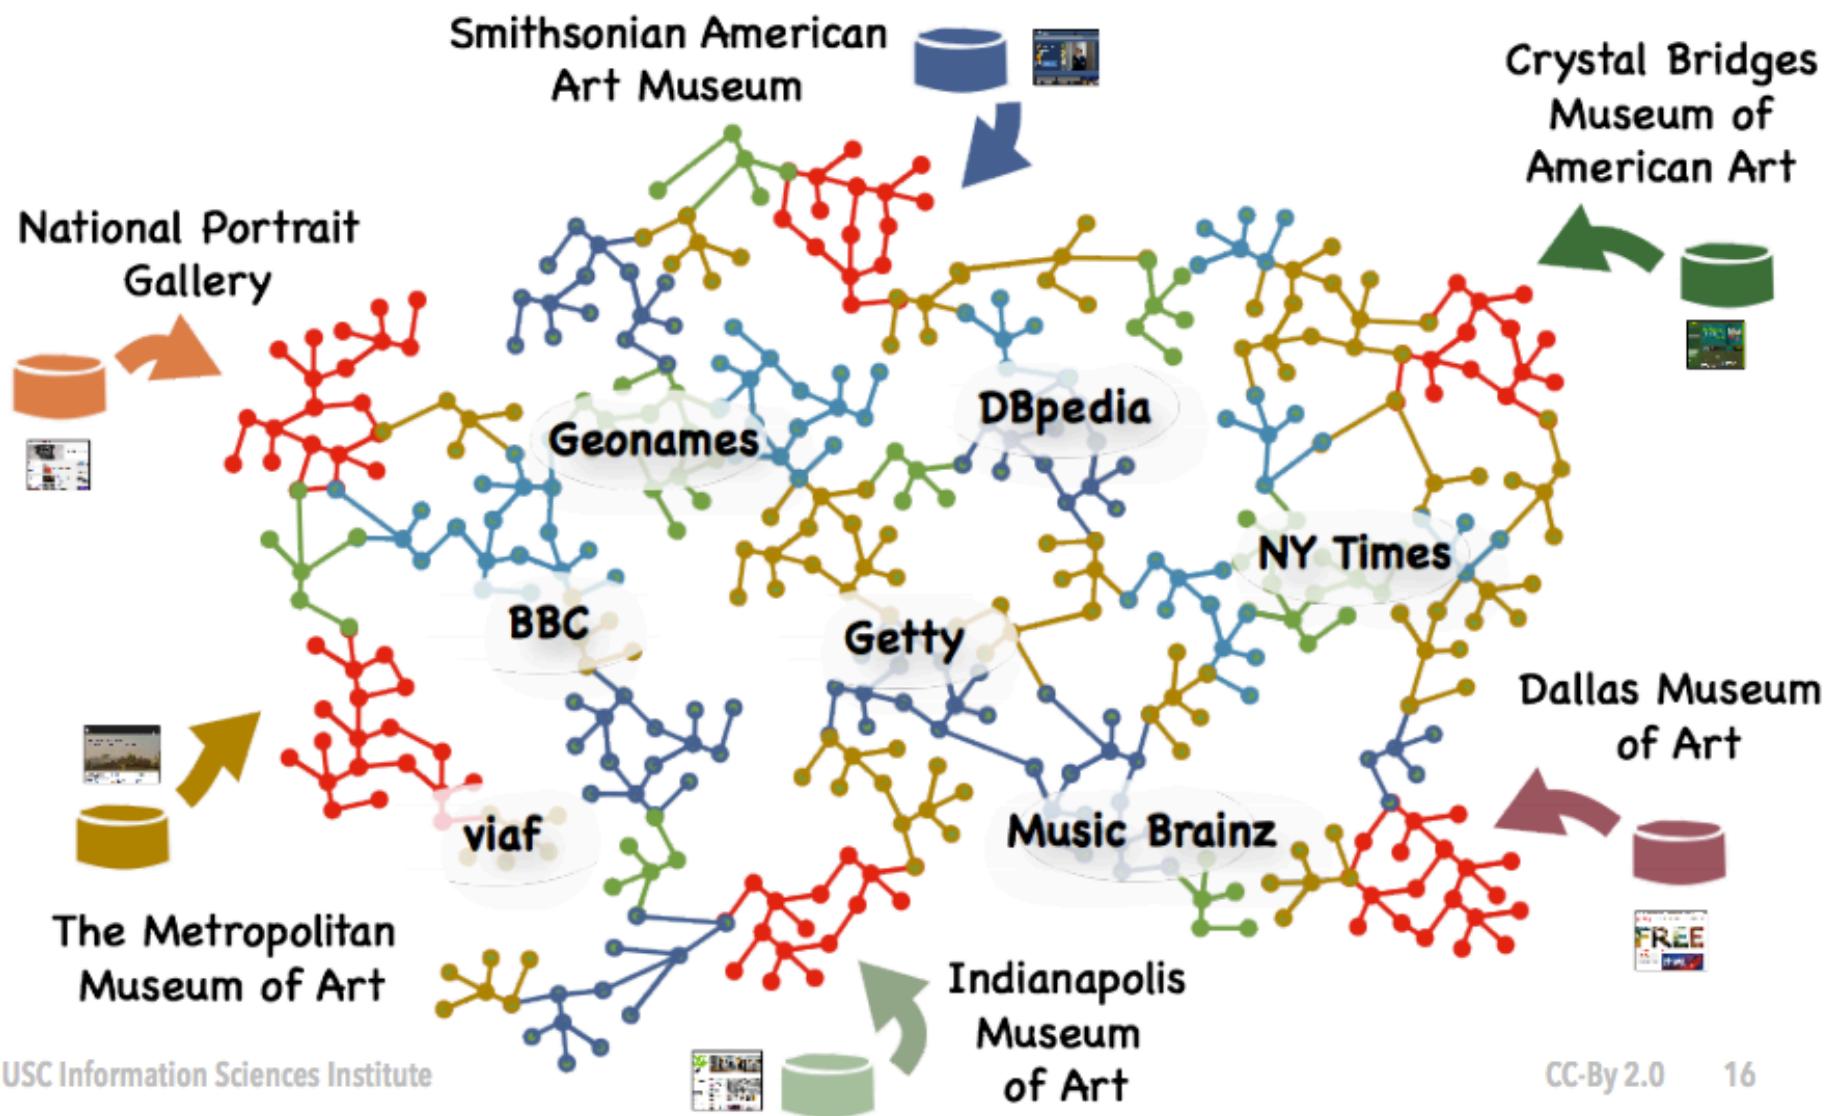 Smithsonian American
Art Museum
Crystal Bridges
Museum of
American Art
National Portrait
Gallery
DBpedia
Geonames
NY Times
BBC
Getty
Dallas Museum
of Art
viaf
Music Brainz
FREE
The Metropolitan
Museum of Art
Indianapolis
Museum
of Art
USC Information Sciences Institute
CC-By 2.0
16